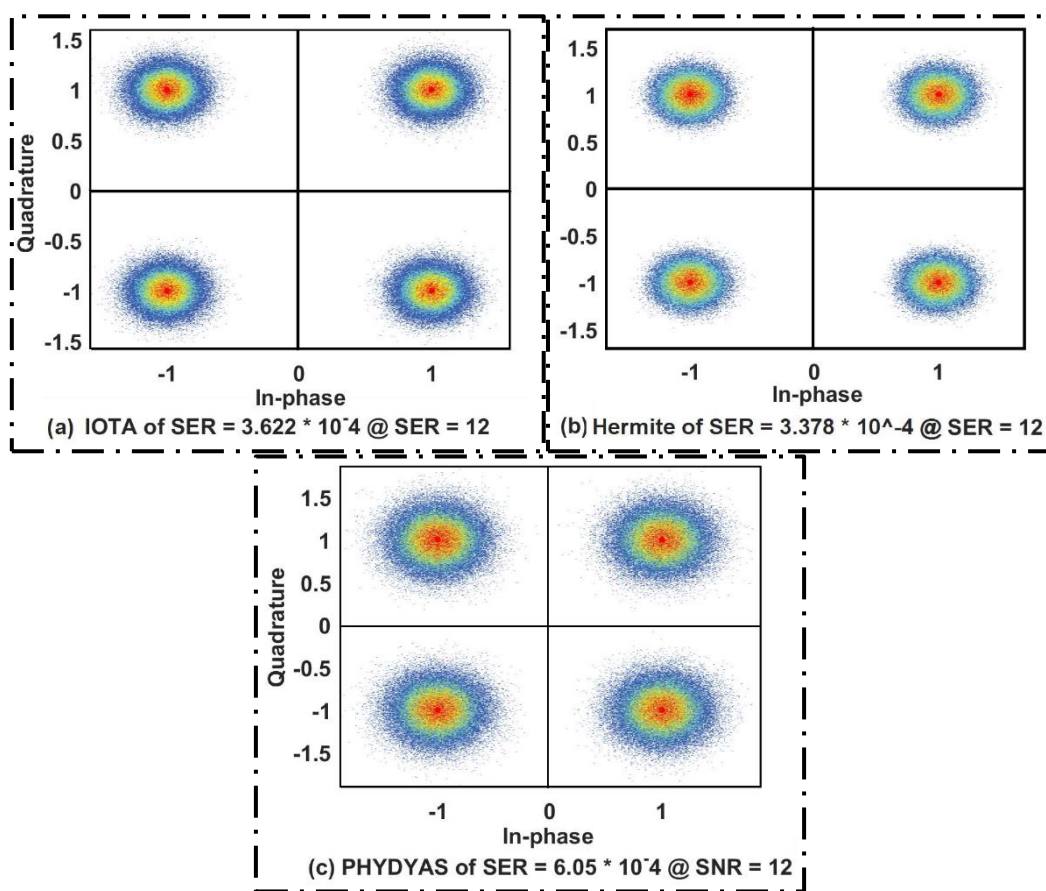 1.5
1
0.5
0
-0.5
-1
-1.5
Quadrature
-1 0 1
In-phase
(a) IOTA of SER = 3.622 * 10⁻4 @ SER = 12
1.5
1
0.5
0
-0.5
-1
-1.5
-1 0 1
In-phase
(b) Hermite of SER = 3.378 * 10^-4 @ SER = 12
1.5
1
0.5
0
-0.5
-1
-1.5
Quadrature
-1 0 1
In-phase
(c) PHYDYAS of SER = 6.05 * 10⁻4 @ SNR = 12